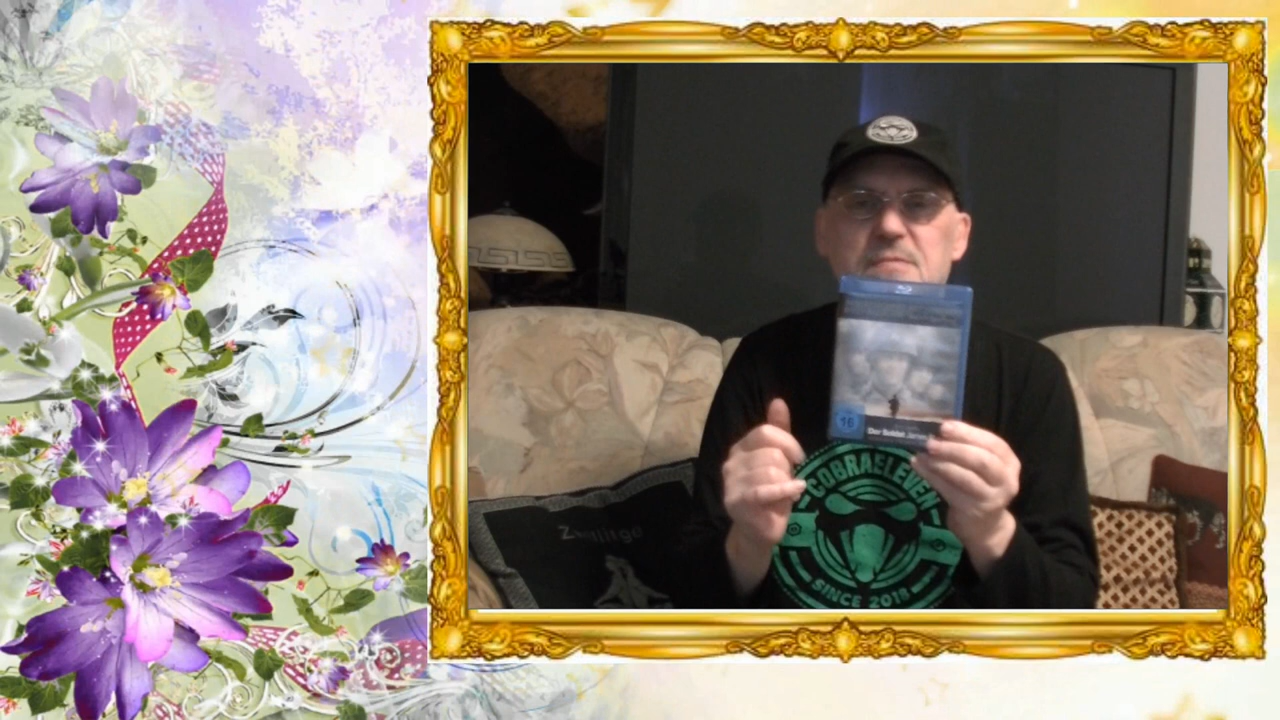 16
Der Soldat James
COBRAELEVEN
SINCE 2018
Zwillinge